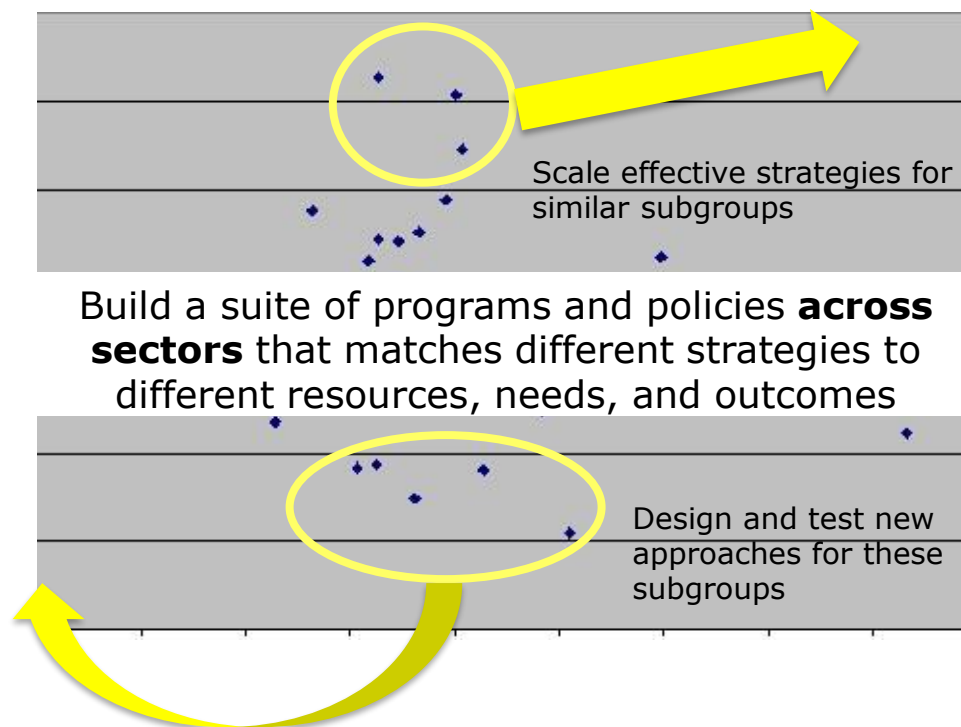 Scale effective strategies for
similar subgroups
Build a suite of programs and policies across
sectors that matches different strategies to
different resources, needs, and outcomes
Design and test new
approaches for these
subgroups